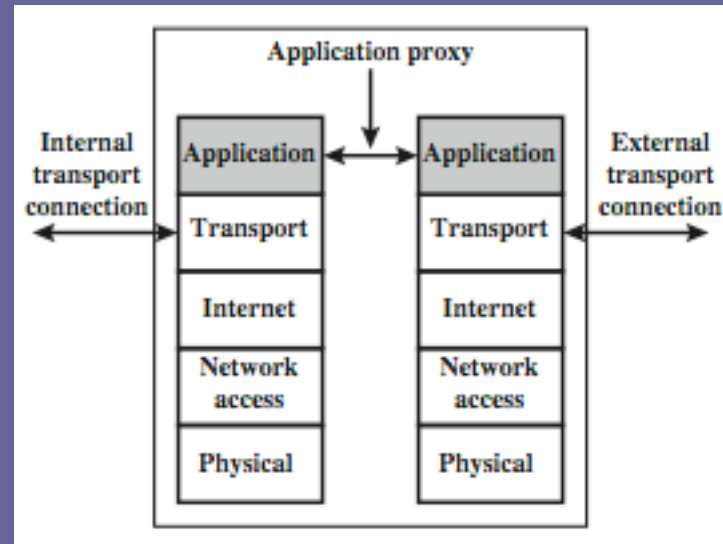 Application proxy
Internal
transport
connection
Application
Application
External
transport
connection
Transport
Transport
Internet
Internet
Network
access
Network
access
Physical
Physical